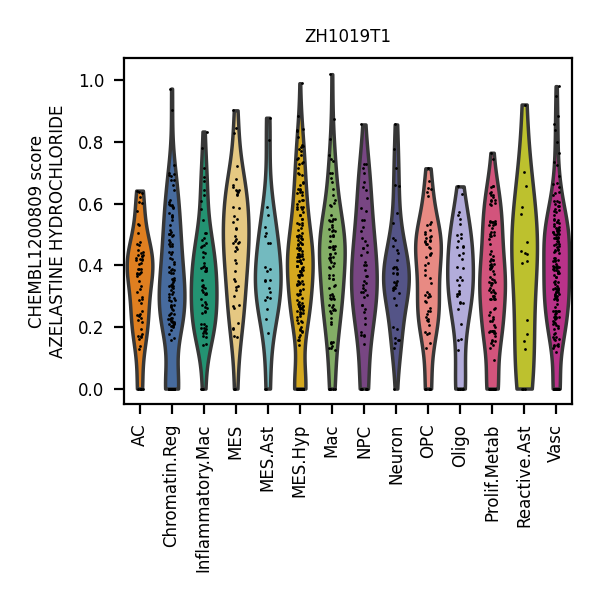 ZH1019T1
CHEMBL1200809 score
AZELASTINE HYDROCHLORIDE
1.0
0.8
0.6
0.4
0.2
0.0
AC
Chromatin.Reg
Inflammatory.Mac
MES
MES.Ast
MES.Hyp
Mac
NPC
Neuron
OPC
Oligo
Prolif.Metab
Reactive.Ast
Vasc